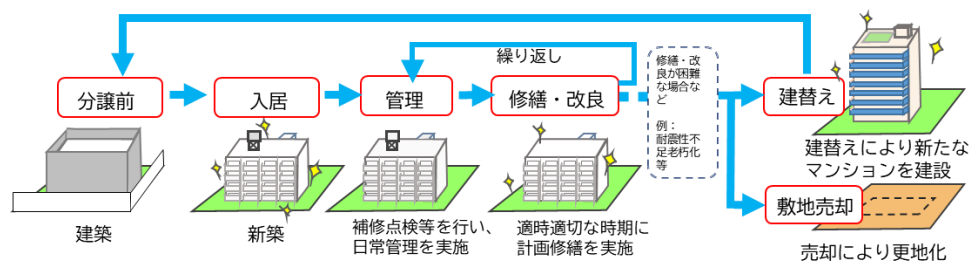 繰り返し
分譲前
入居
管理
修繕・改良
修繕・改
良が困難
な場合な
ど
例：
耐震性不
足老朽化
等
建替え
建替えにより新たな
マンションを建設
敷地売却
売却により更地化
建築
新築
補修点検等を行い、
日常管理を実施
適時適切な時期に
計画修繕を実施